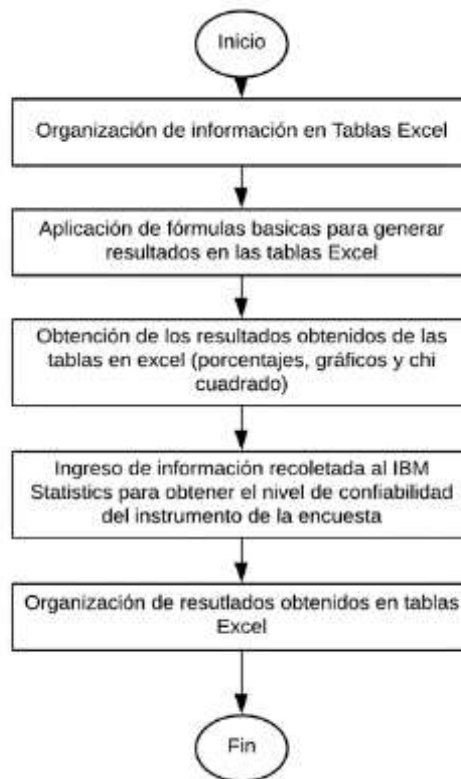 Inicio
Organización de información en Tablas Excel
Aplicación de fórmulas basicas para generar
resultados en las tablas Excel
Obtención de los resultados obtenidos de las
tablas en excel (porcentajes, gráficos y chi
cuadrado)
Ingreso de información recoletada al IBM
Statistics para obtener el nivel de confiabilidad
del instrumento de la encuesta
Organización de resutlados obtenidos en tablas
Excel
Fin